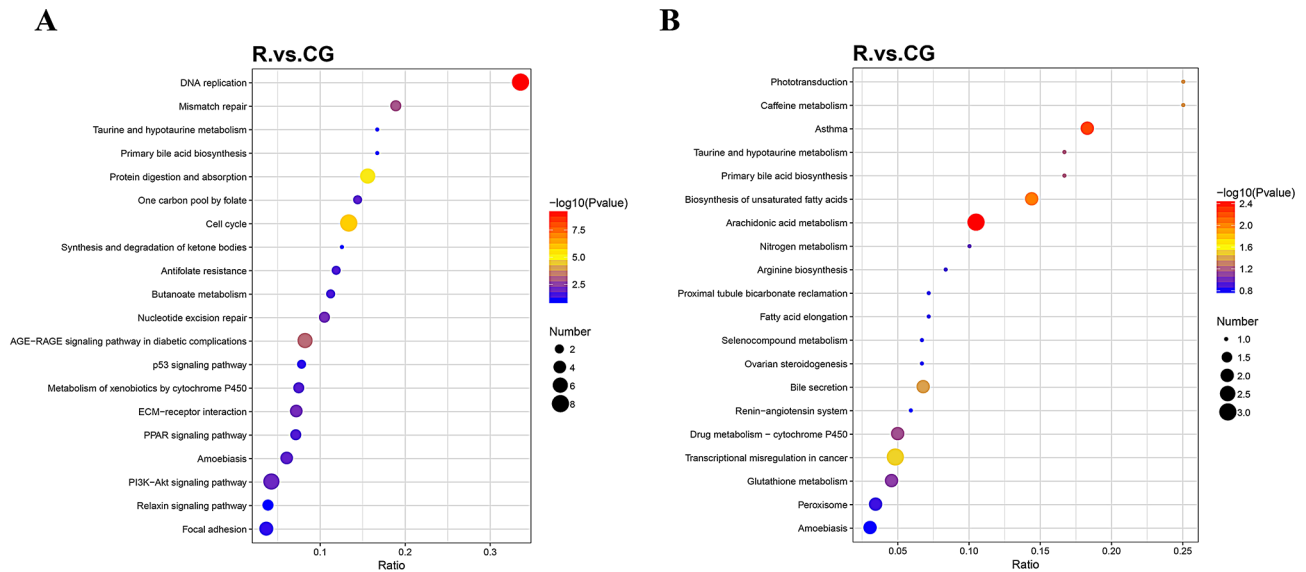 A
R.vs.CG
DNA replication
Mismatch repair
Taurine and hypotaurine metabolism
Primary bile acid biosynthesis
Protein digestion and absorption
One carbon pool by folate
Cell cycle
Synthesis and degradation of ketone bodies
Antifolate resistance
Butanoate metabolism
Nucleotide excision repair
AGE−RAGE signaling pathway in diabetic complications
p53 signaling pathway
Metabolism of xenobiotics by cytochrome P450
ECM−receptor interaction
PPAR signaling pathway
Amoebiasis
PI3K−Akt signaling pathway
Relaxin signaling pathway
Focal adhesion
0.1 0.2 0.3
Ratio
−log10(Pvalue)
7.5
5.0
2.5
Number
2
4
6
8
B
R.vs.CG
Phototransduction
Caffeine metabolism
Asthma
Taurine and hypotaurine metabolism
Primary bile acid biosynthesis
Biosynthesis of unsaturated fatty acids
Arachidonic acid metabolism
Nitrogen metabolism
Arginine biosynthesis
Proximal tubule bicarbonate reclamation
Fatty acid elongation
Selenocompound metabolism
Ovarian steroidogenesis
Bile secretion
Renin−angiotensin system
Drug metabolism − cytochrome P450
Transcriptional misregulation in cancer
Glutathione metabolism
Peroxisome
Amoebiasis
0.05 0.10 0.15 0.20 0.25
Ratio
−log10(Pvalue)
2.4
2.0
1.6
1.2
0.8
Number
1.0
1.5
2.0
2.5
3.0